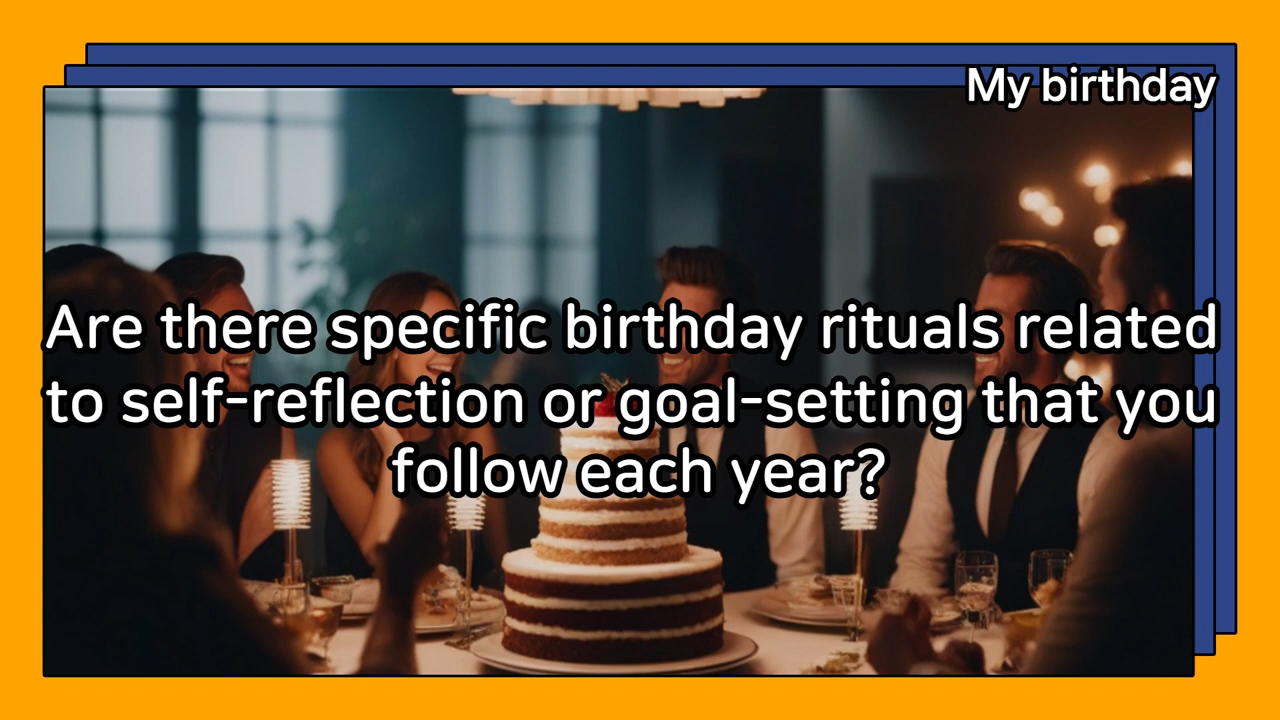 My birthday
Are there specific birthday rituals related
to self-reflection or goal-setting that you
follow each year?